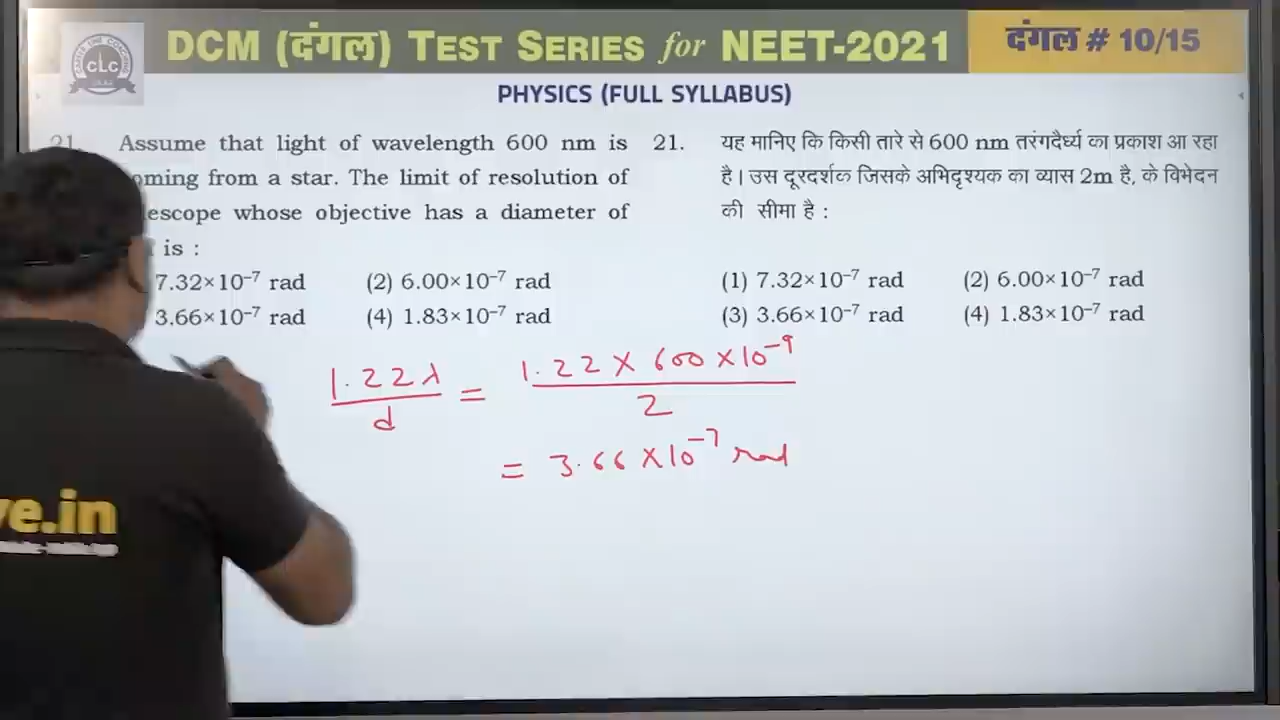 DCM (दंगल) TEST SERIES for NEET-2021
दंगल # 10/15
CLC
PHYSICS (FULL SYLLABUS)
21. Assume that light of wavelength 600 nm is
oming from a star. The limit of resolution of
lescope whose objective has a diameter of
is :
7.32×10⁻⁷ rad (2) 6.00×10⁻⁷ rad
3.66×10⁻⁷ rad (4) 1.83×10⁻⁷ rad
21. यह मानिए कि किसी तारे से 600 nm तरंगदैर्ध्य का प्रकाश आ रहा
है। उस दूरदर्शक जिसके अभिदृश्यक का व्यास 2m है, के विभेदन
की सीमा है :
(1) 7.32×10⁻⁷ rad (2) 6.00×10⁻⁷ rad
(3) 3.66×10⁻⁷ rad (4) 1.83×10⁻⁷ rad
1.22λ/d = 1.22 × 600 × 10⁻⁹/2
= 3.66 × 10⁻⁷ rad
ve.in